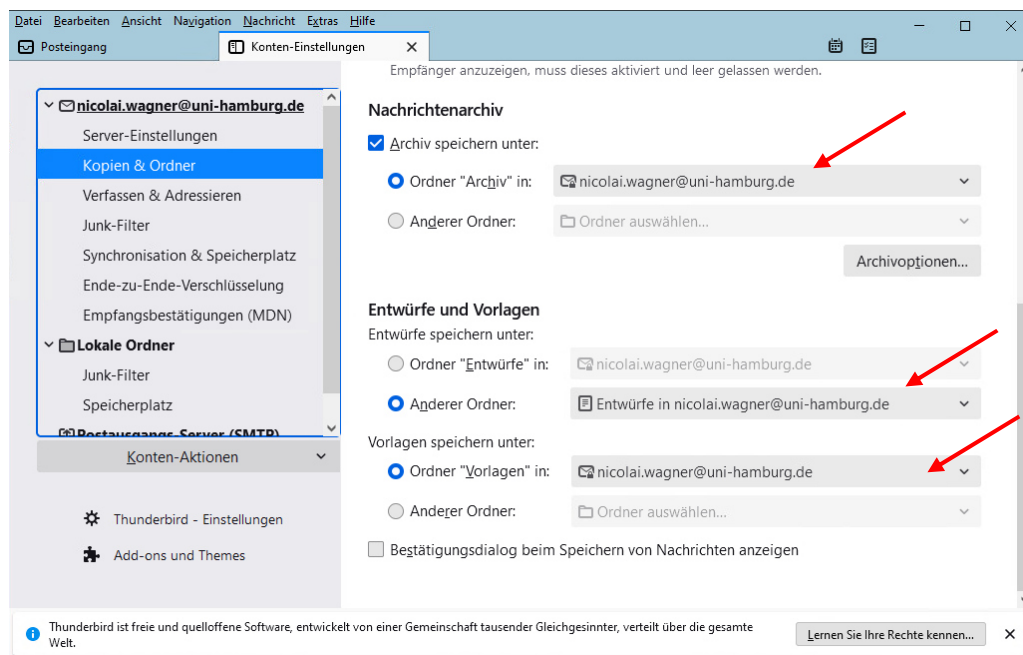 Datei Bearbeiten Ansicht Navigation Nachricht Extras Hilfe
Posteingang
Konten-Einstellungen
nicolai.wagner@uni-hamburg.de
Server-Einstellungen
Kopien & Ordner
Verfassen & Adressieren
Junk-Filter
Synchronisation & Speicherplatz
Ende-zu-Ende-Verschlüsselung
Empfangsbestätigungen (MDN)
Lokale Ordner
Junk-Filter
Speicherplatz
Postausgangs-Server (SMTP)
Konten-Aktionen
Thunderbird - Einstellungen
Add-ons und Themes
Empfänger anzuzeigen, muss dieses aktiviert und leer gelassen werden.
Nachrichtenarchiv
Archiv speichern unter:
Ordner "Archiv" in: nicolai.wagner@uni-hamburg.de
Anderer Ordner: Ordner auswählen...
Archivoptionen...
Entwürfe und Vorlagen
Entwürfe speichern unter:
Ordner "Entwürfe" in: nicolai.wagner@uni-hamburg.de
Anderer Ordner: Entwürfe in nicolai.wagner@uni-hamburg.de
Vorlagen speichern unter:
Ordner "Vorlagen" in: nicolai.wagner@uni-hamburg.de
Anderer Ordner: Ordner auswählen...
Bestätigungsdialog beim Speichern von Nachrichten anzeigen
Thunderbird ist freie und quelloffene Software, entwickelt von einer Gemeinschaft tausender Gleichgesinnter, verteilt über die gesamte
Welt.
Lernen Sie Ihre Rechte kennen...